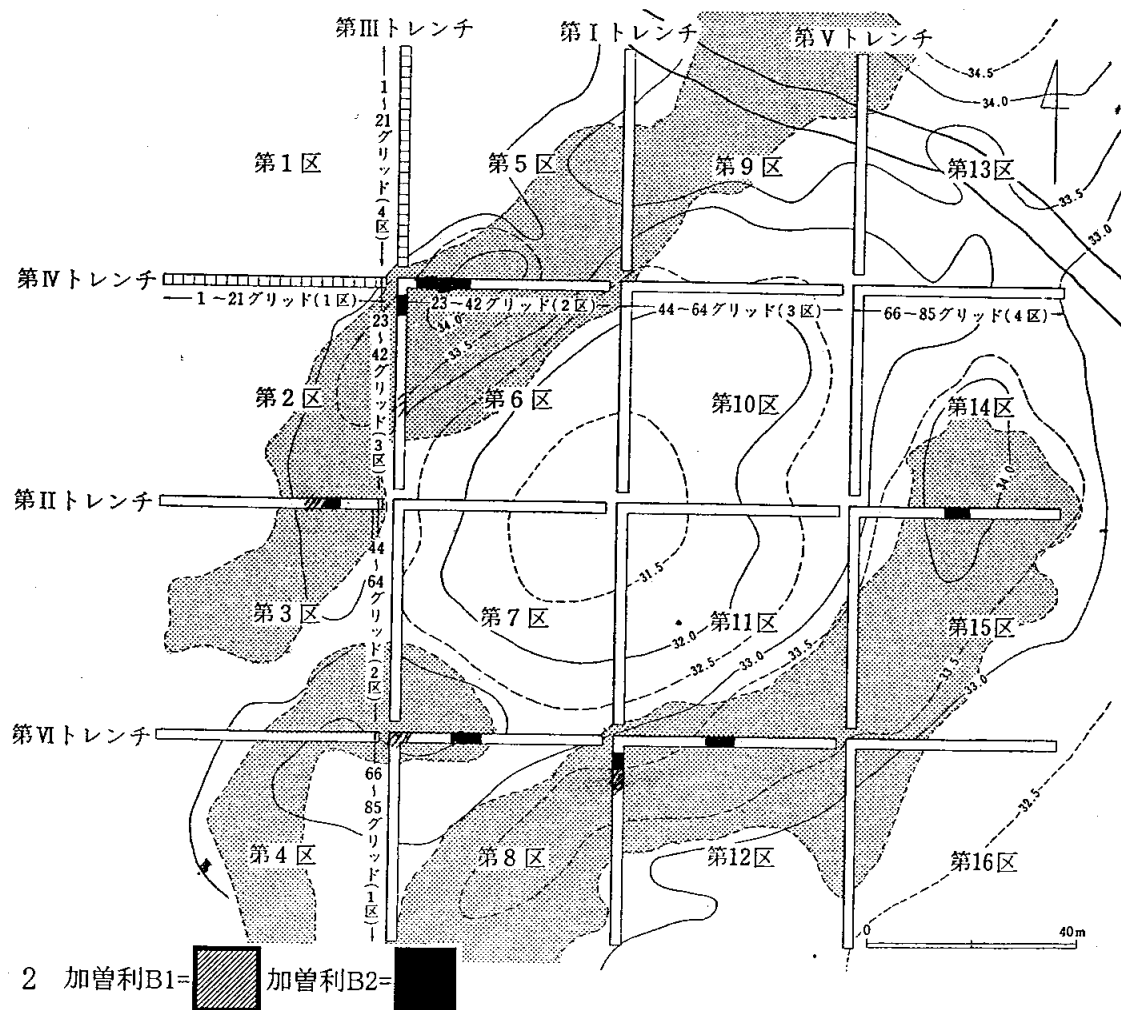 第IIIトレンチ
第Iトレンチ
第Vトレンチ
34.5
34.0
1~21グリッド(4区)
第1区
第5区
第9区
第13区
33.5
33.0
第IVトレンチ
1~21グリッド(1区)
23~42グリッド(2区)
44~64グリッド(3区)
66~85グリッド(4区)
34.0
33.5
23~42グリッド(3区)
第2区
第6区
第10区
第14区
34.0
第IIトレンチ
31.5
44~64グリッド(2区)
第3区
第7区
第11区
第15区
32.0
32.5
33.0
33.5
33.5
33.0
第VIトレンチ
66~85グリッド(1区)
32.5
第4区
第8区
第12区
第16区
0 40m
2 加曽利B1= 加曽利B2=